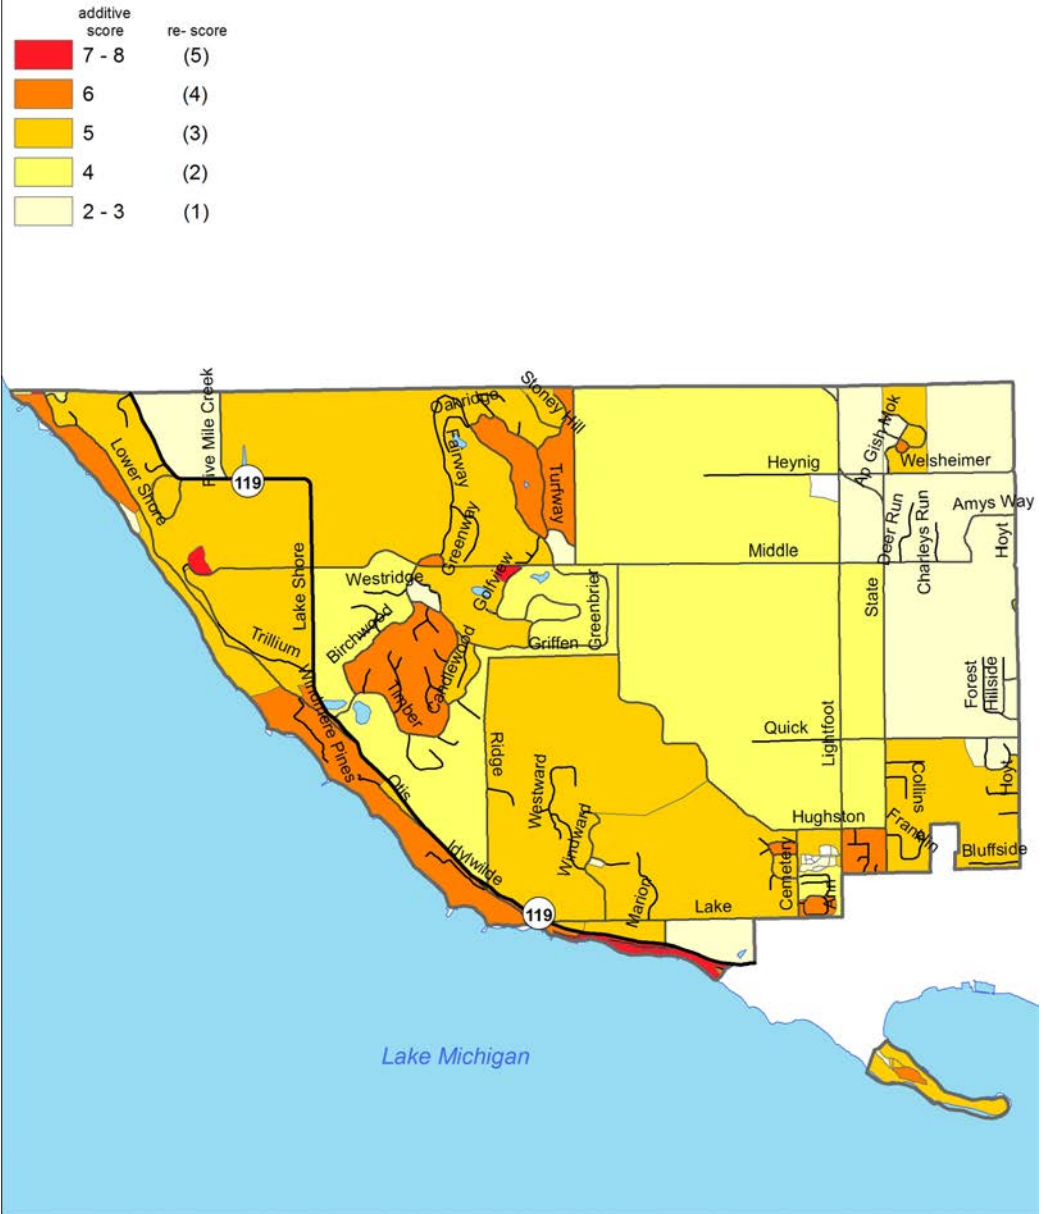 additive
score
re- score
7 - 8
(5)
6
(4)
5
(3)
4
(2)
2 - 3
(1)
Five Mile Creek
Stoney Hill
Oakridge
Ap Gish Mok
Lower Shore
Fairway
119
Turfway
Heynig
Welsheimer
Amys Way
Deer Run
Charleys Run
Hoyt
Greenway
Middle
Lake Shore
Westridge
Golfview
Greenbrier
State
Birchwood
Trillium
Griffen
Candlewood
Timber
Forest
Hillside
Windmere Pines
Quick
Lightfoot
Ridge
Otis
Westward
Collins
Hoyt
Windward
Hughston
Franklin
Idylwilde
Bluffside
Cemetery
Ann
Marion
Lake
119
Lake Michigan